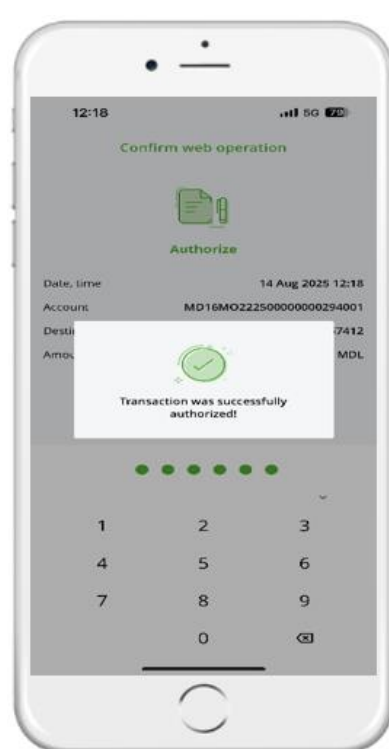 12:18 5G 79
Confirm web operation
Authorize
Date, time 14 Aug 2025 12:18
Account MD16MO2225000000000294001
7412
MDL
Transaction was successfully
authorized!
1 2 3
4 5 6
7 8 9
0